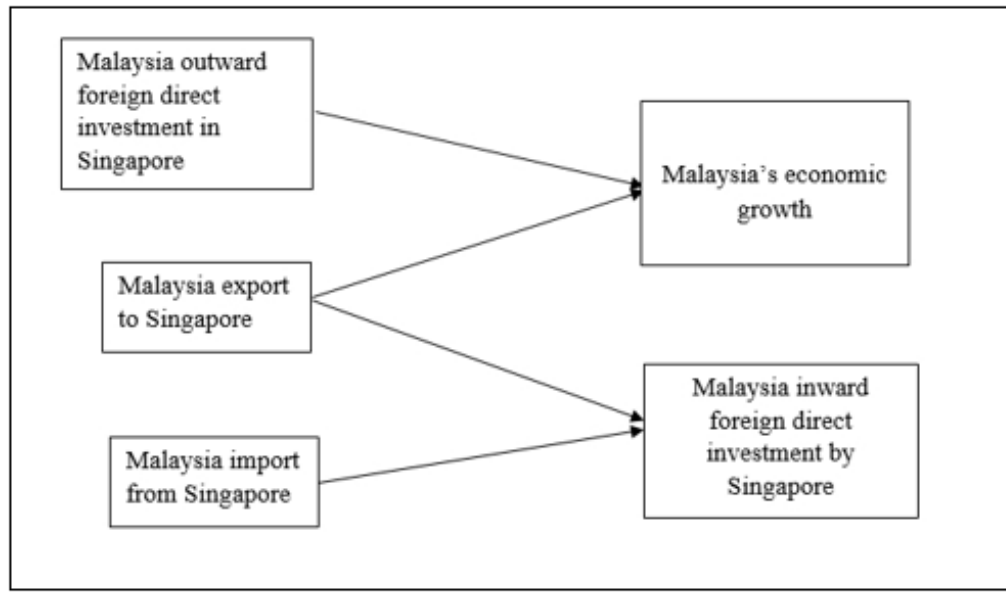 Malaysia outward
foreign direct
investment in
Singapore
Malaysia's economic
growth
Malaysia export
to Singapore
Malaysia inward
foreign direct
investment by
Singapore
Malaysia import
from Singapore